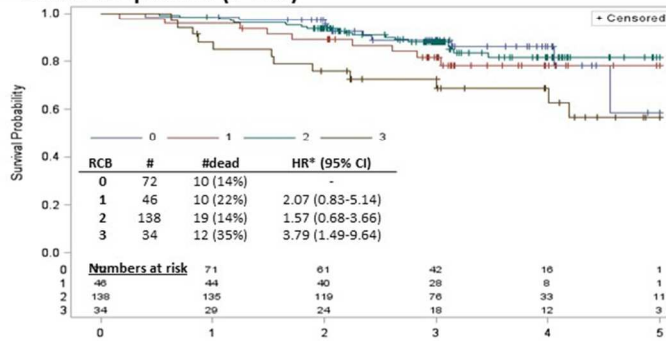 + Censored
1.0
0.8
0.6
0.4
0.2
0.0
Survival Probability
0 1 2 3
RCB # #dead HR* (95% CI)
0 72 10 (14%) -
1 46 10 (22%) 2.07 (0.83-5.14)
2 138 19 (14%) 1.57 (0.68-3.66)
3 34 12 (35%) 3.79 (1.49-9.64)
Numbers at risk
0 71 61 42 16 1
1 46 44 40 28 8 1
2 138 135 119 76 33 11
3 34 29 24 18 12 3
0 1 2 3 4 5